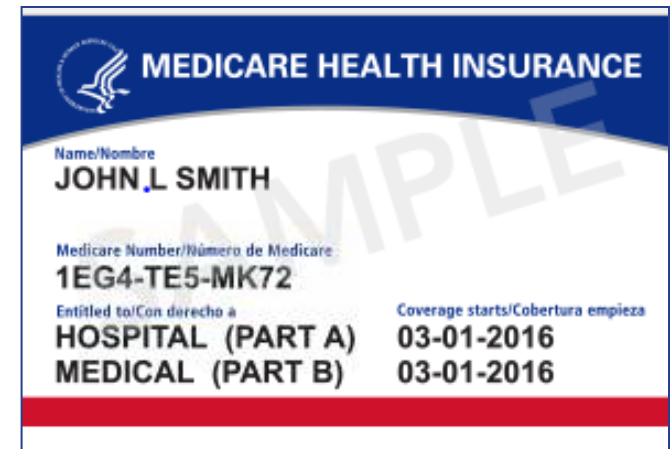 MEDICARE HEALTH INSURANCE
Name/Nombre
JOHN L SMITH
Medicare Number/Número de Medicare
1EG4-TE5-MK72
Entitled to/Con derecho a Coverage starts/Cobertura empieza
HOSPITAL (PART A) 03-01-2016
MEDICAL (PART B) 03-01-2016
SAMPLE